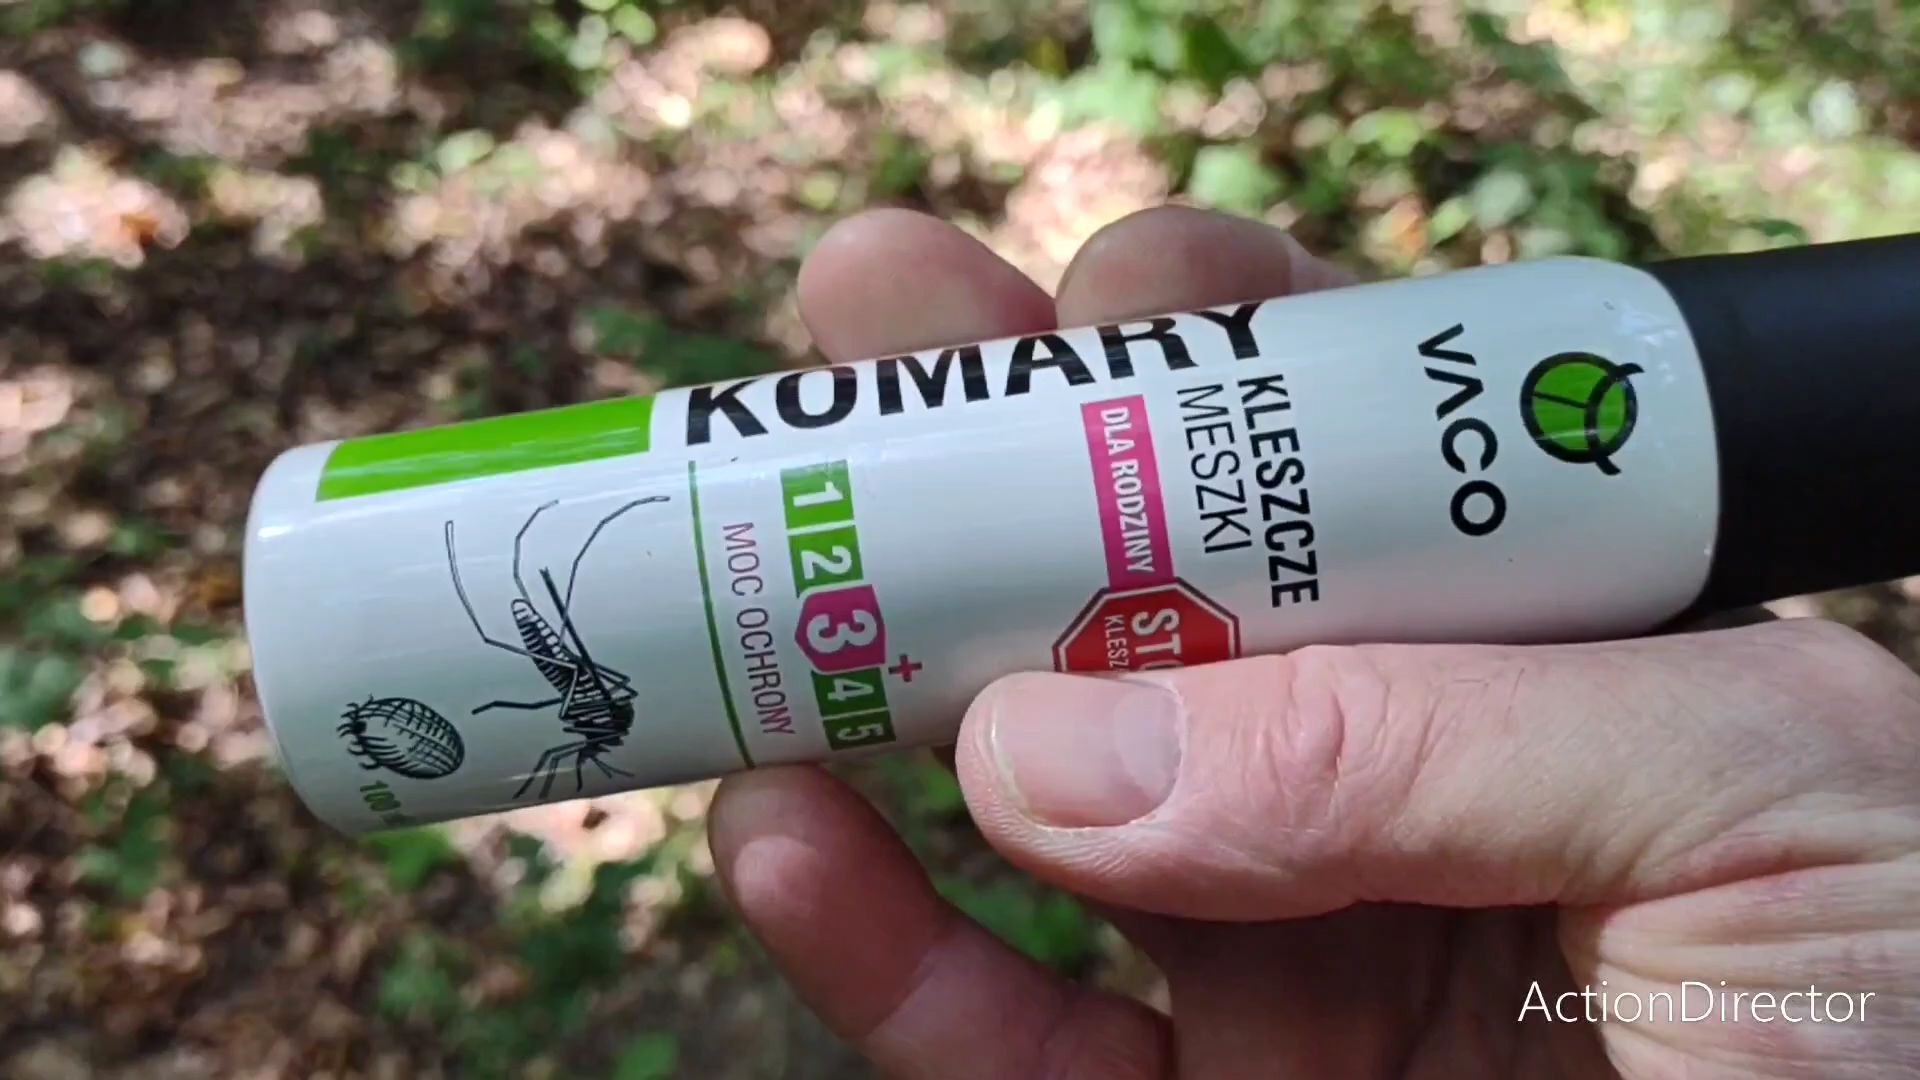 VACO
KOMARY
KLESZCZE
MESZKI
DLA RODZINY
1 2 3 4 5
+
MOC OCHRONY
ActionDirector